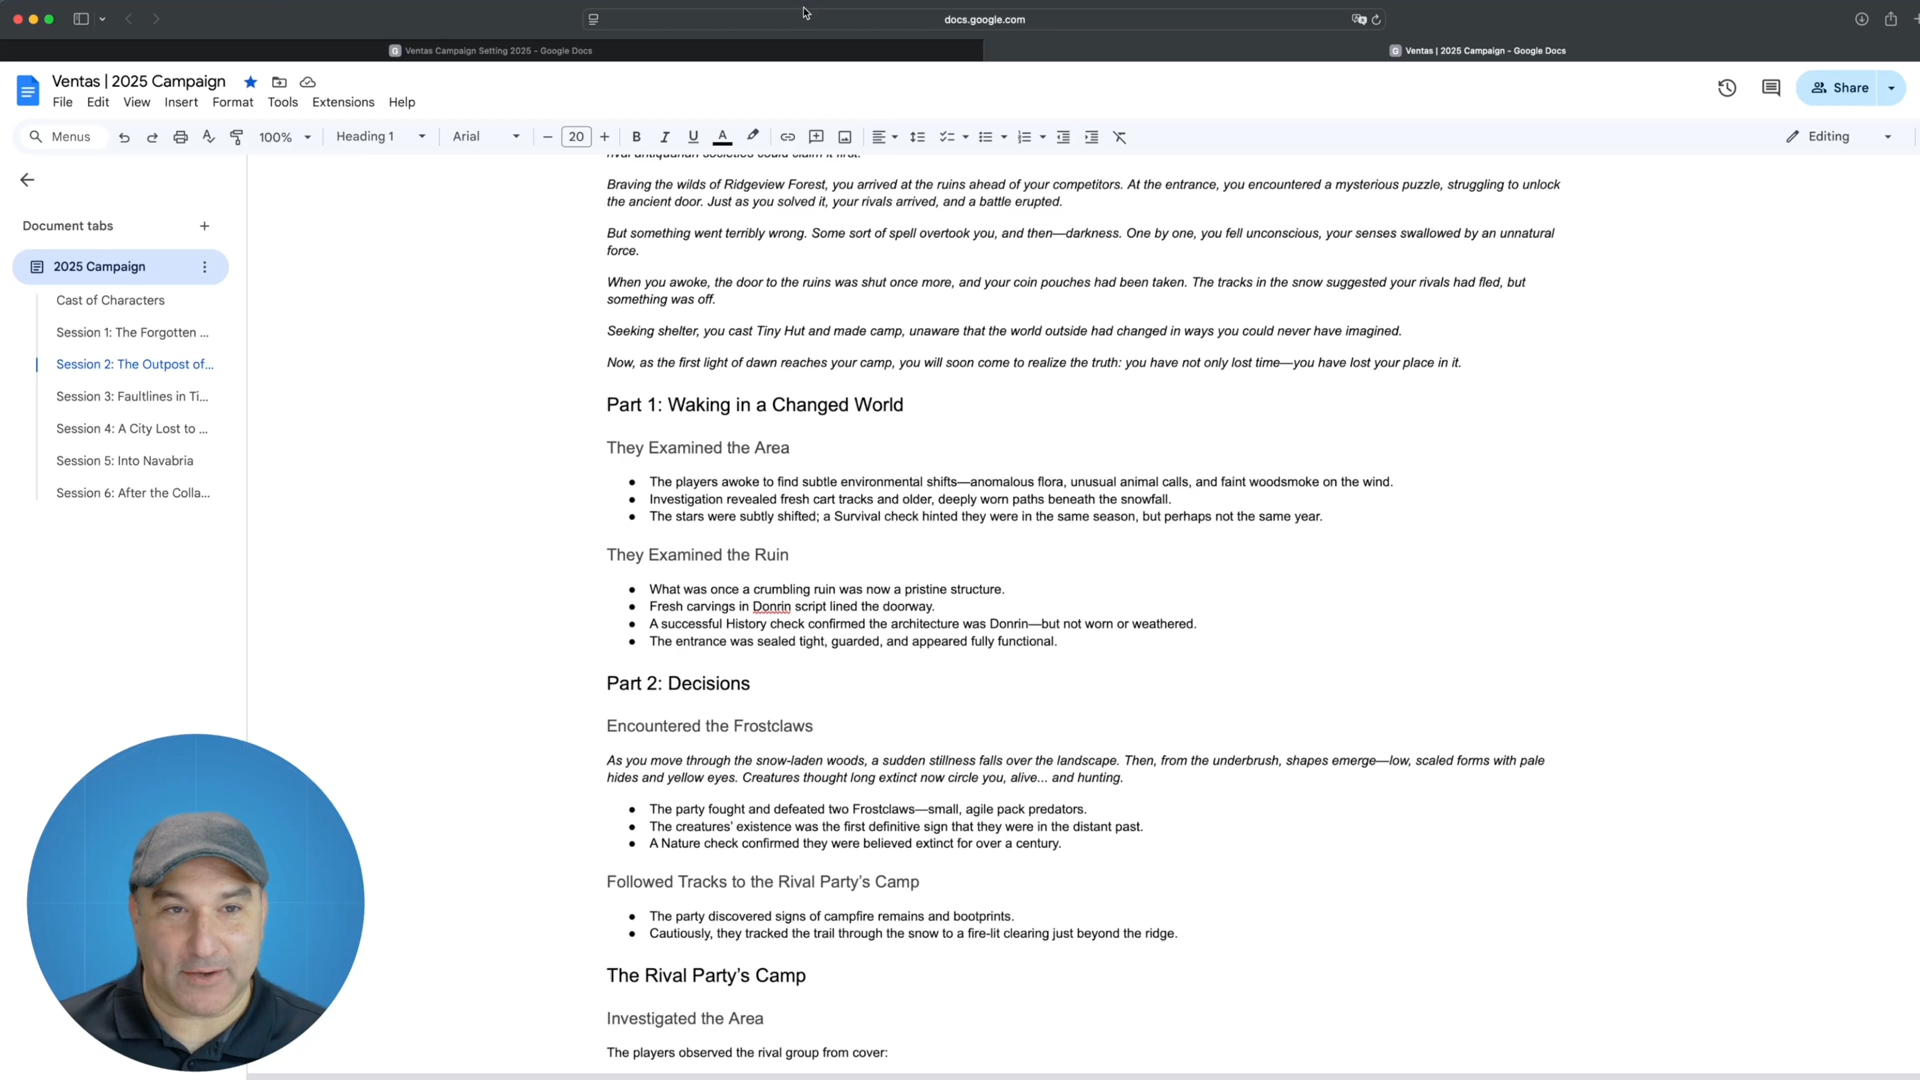 docs.google.com
Ventas Campaign Setting 2025 - Google Docs
Ventas | 2025 Campaign - Google Docs
Ventas | 2025 Campaign
File Edit View Insert Format Tools Extensions Help
Share
Menus 100% Heading 1 Arial 20 B I U A Editing
Document tabs
2025 Campaign
Cast of Characters
Session 1: The Forgotten ...
Session 2: The Outpost of...
Session 3: Faultlines in Ti...
Session 4: A City Lost to ...
Session 5: Into Navabria
Session 6: After the Colla...
rival antiquarian societies could claim it first.
Braving the wilds of Ridgeview Forest, you arrived at the ruins ahead of your competitors. At the entrance, you encountered a mysterious puzzle, struggling to unlock
the ancient door. Just as you solved it, your rivals arrived, and a battle erupted.
But something went terribly wrong. Some sort of spell overtook you, and then—darkness. One by one, you fell unconscious, your senses swallowed by an unnatural
force.
When you awoke, the door to the ruins was shut once more, and your coin pouches had been taken. The tracks in the snow suggested your rivals had fled, but
something was off.
Seeking shelter, you cast Tiny Hut and made camp, unaware that the world outside had changed in ways you could never have imagined.
Now, as the first light of dawn reaches your camp, you will soon come to realize the truth: you have not only lost time—you have lost your place in it.
Part 1: Waking in a Changed World
They Examined the Area
● The players awoke to find subtle environmental shifts—anomalous flora, unusual animal calls, and faint woodsmoke on the wind.
● Investigation revealed fresh cart tracks and older, deeply worn paths beneath the snowfall.
● The stars were subtly shifted; a Survival check hinted they were in the same season, but perhaps not the same year.
They Examined the Ruin
● What was once a crumbling ruin was now a pristine structure.
● Fresh carvings in Donrin script lined the doorway.
● A successful History check confirmed the architecture was Donrin—but not worn or weathered.
● The entrance was sealed tight, guarded, and appeared fully functional.
Part 2: Decisions
Encountered the Frostclaws
As you move through the snow-laden woods, a sudden stillness falls over the landscape. Then, from the underbrush, shapes emerge—low, scaled forms with pale
hides and yellow eyes. Creatures thought long extinct now circle you, alive... and hunting.
● The party fought and defeated two Frostclaws—small, agile pack predators.
● The creatures’ existence was the first definitive sign that they were in the distant past.
● A Nature check confirmed they were believed extinct for over a century.
Followed Tracks to the Rival Party’s Camp
● The party discovered signs of campfire remains and bootprints.
● Cautiously, they tracked the trail through the snow to a fire-lit clearing just beyond the ridge.
The Rival Party’s Camp
Investigated the Area
The players observed the rival group from cover: